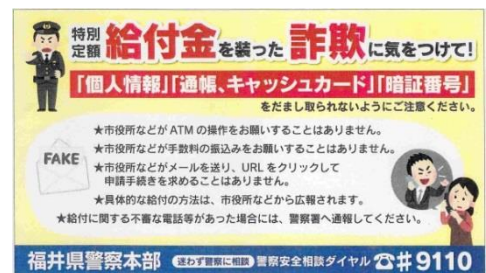 特別定額給付金を装った詐欺に気をつけて!
「個人情報」「通帳、キャッシュカード」「暗証番号」
をだまし取られないようにご注意ください。
FAKE
★市役所などが ATM の操作をお願いすることはありません。
★市役所などが手数料の振込みをお願いすることはありません。
★市役所などがメールを送り、URL をクリックして
申請手続きを求めることはありません。
★具体的な給付の方法は、市役所などから広報されます。
★給付に関する不審な電話等があった場合には、警察署へ通報してください。
福井県警察本部 迷わず警察に相談 警察安全相談ダイヤル ☎#9110